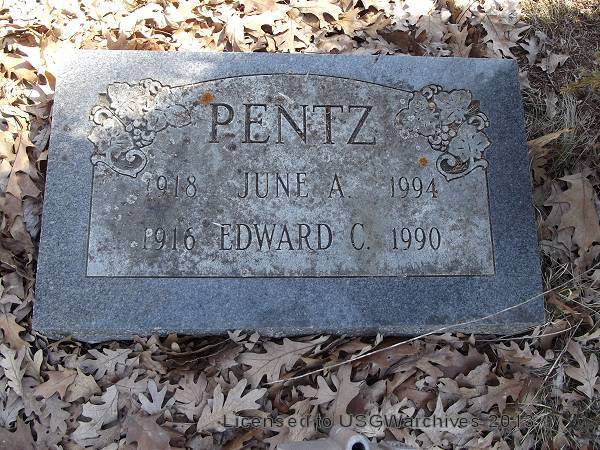 PENTZ
1918 JUNE A. 1994
1916 EDWARD C. 1990
Licensed to USGWarchives 2013